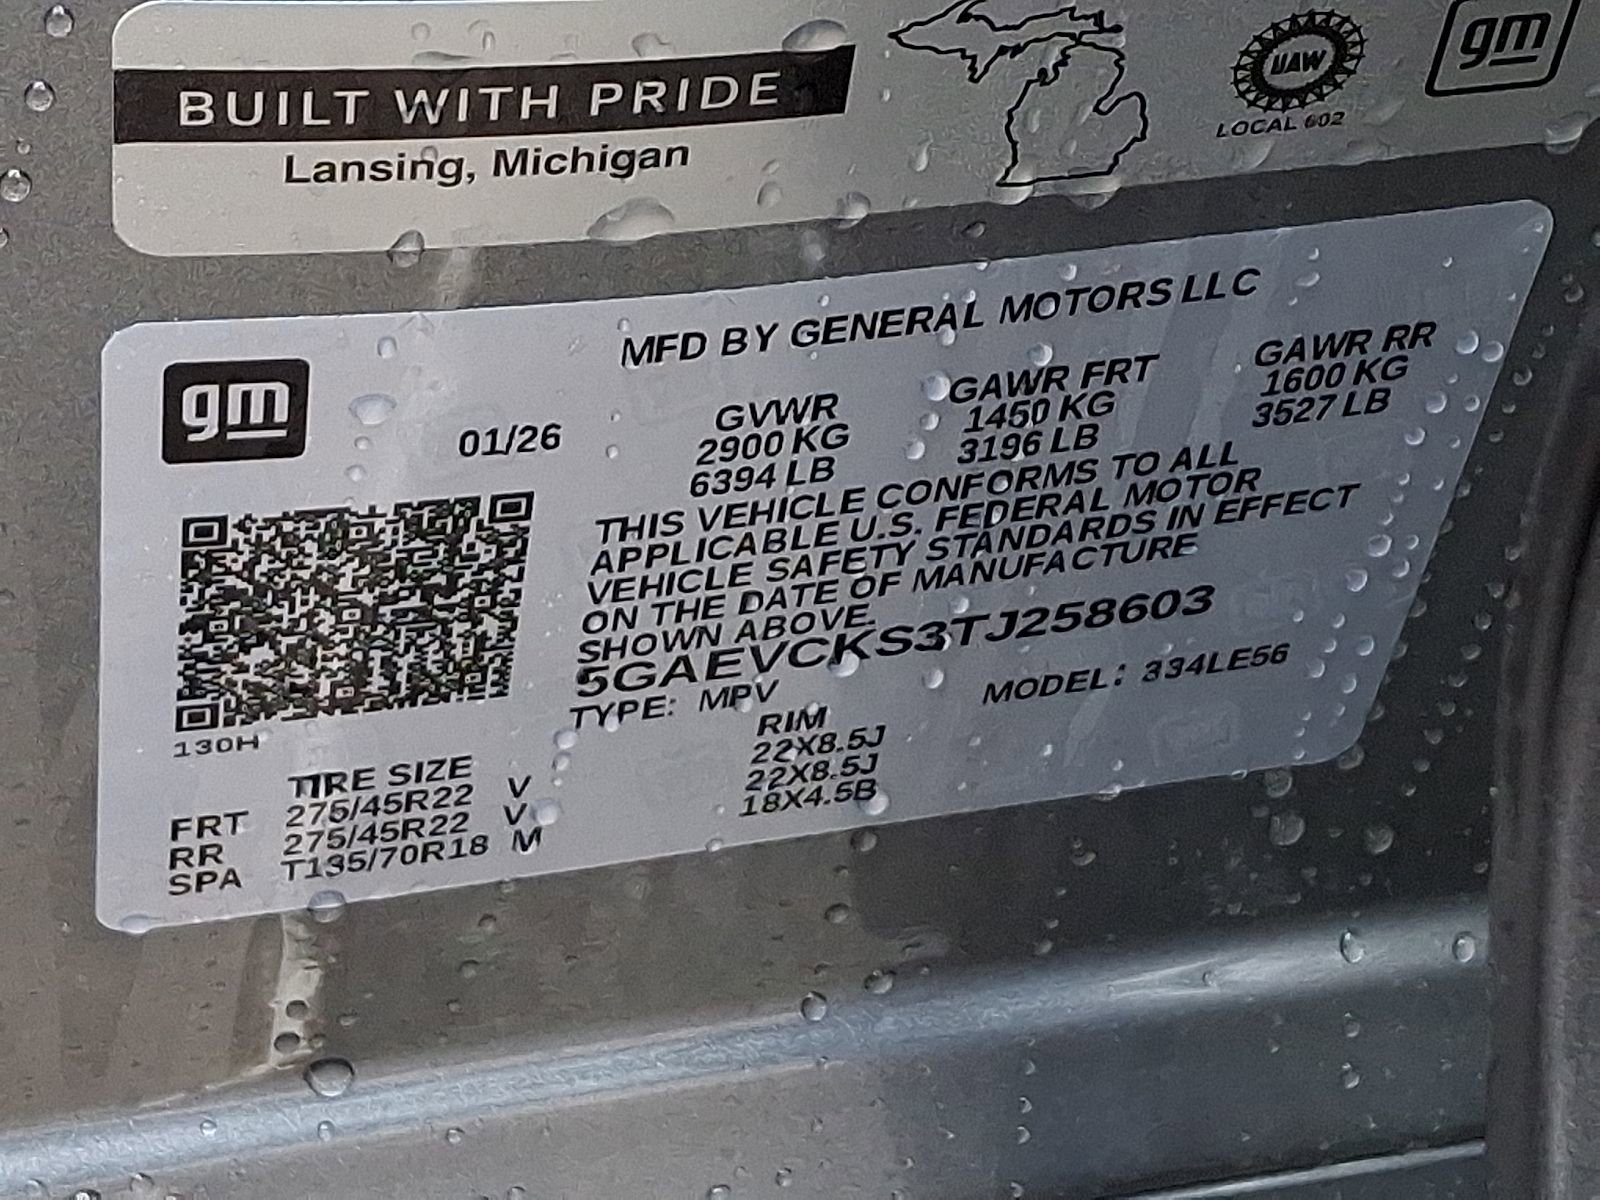 BUILT WITH PRIDE
Lansing, Michigan
UAW
LOCAL 602
gm
MFD BY GENERAL MOTORS LLC
gm
01/26
GVWR GAWR FRT GAWR RR
2900 KG 1450 KG 1600 KG
6394 LB 3196 LB 3527 LB
THIS VEHICLE CONFORMS TO ALL
APPLICABLE U.S. FEDERAL MOTOR
VEHICLE SAFETY STANDARDS IN EFFECT
ON THE DATE OF MANUFACTURE
SHOWN ABOVE.
5GAEVCKS3TJ258603
TYPE: MPV MODEL: 334LE56
130H
TIRE SIZE RIM
FRT 275/45R22 V 22X8.5J
RR 275/45R22 V 22X8.5J
SPA T135/70R18 M 18X4.5B